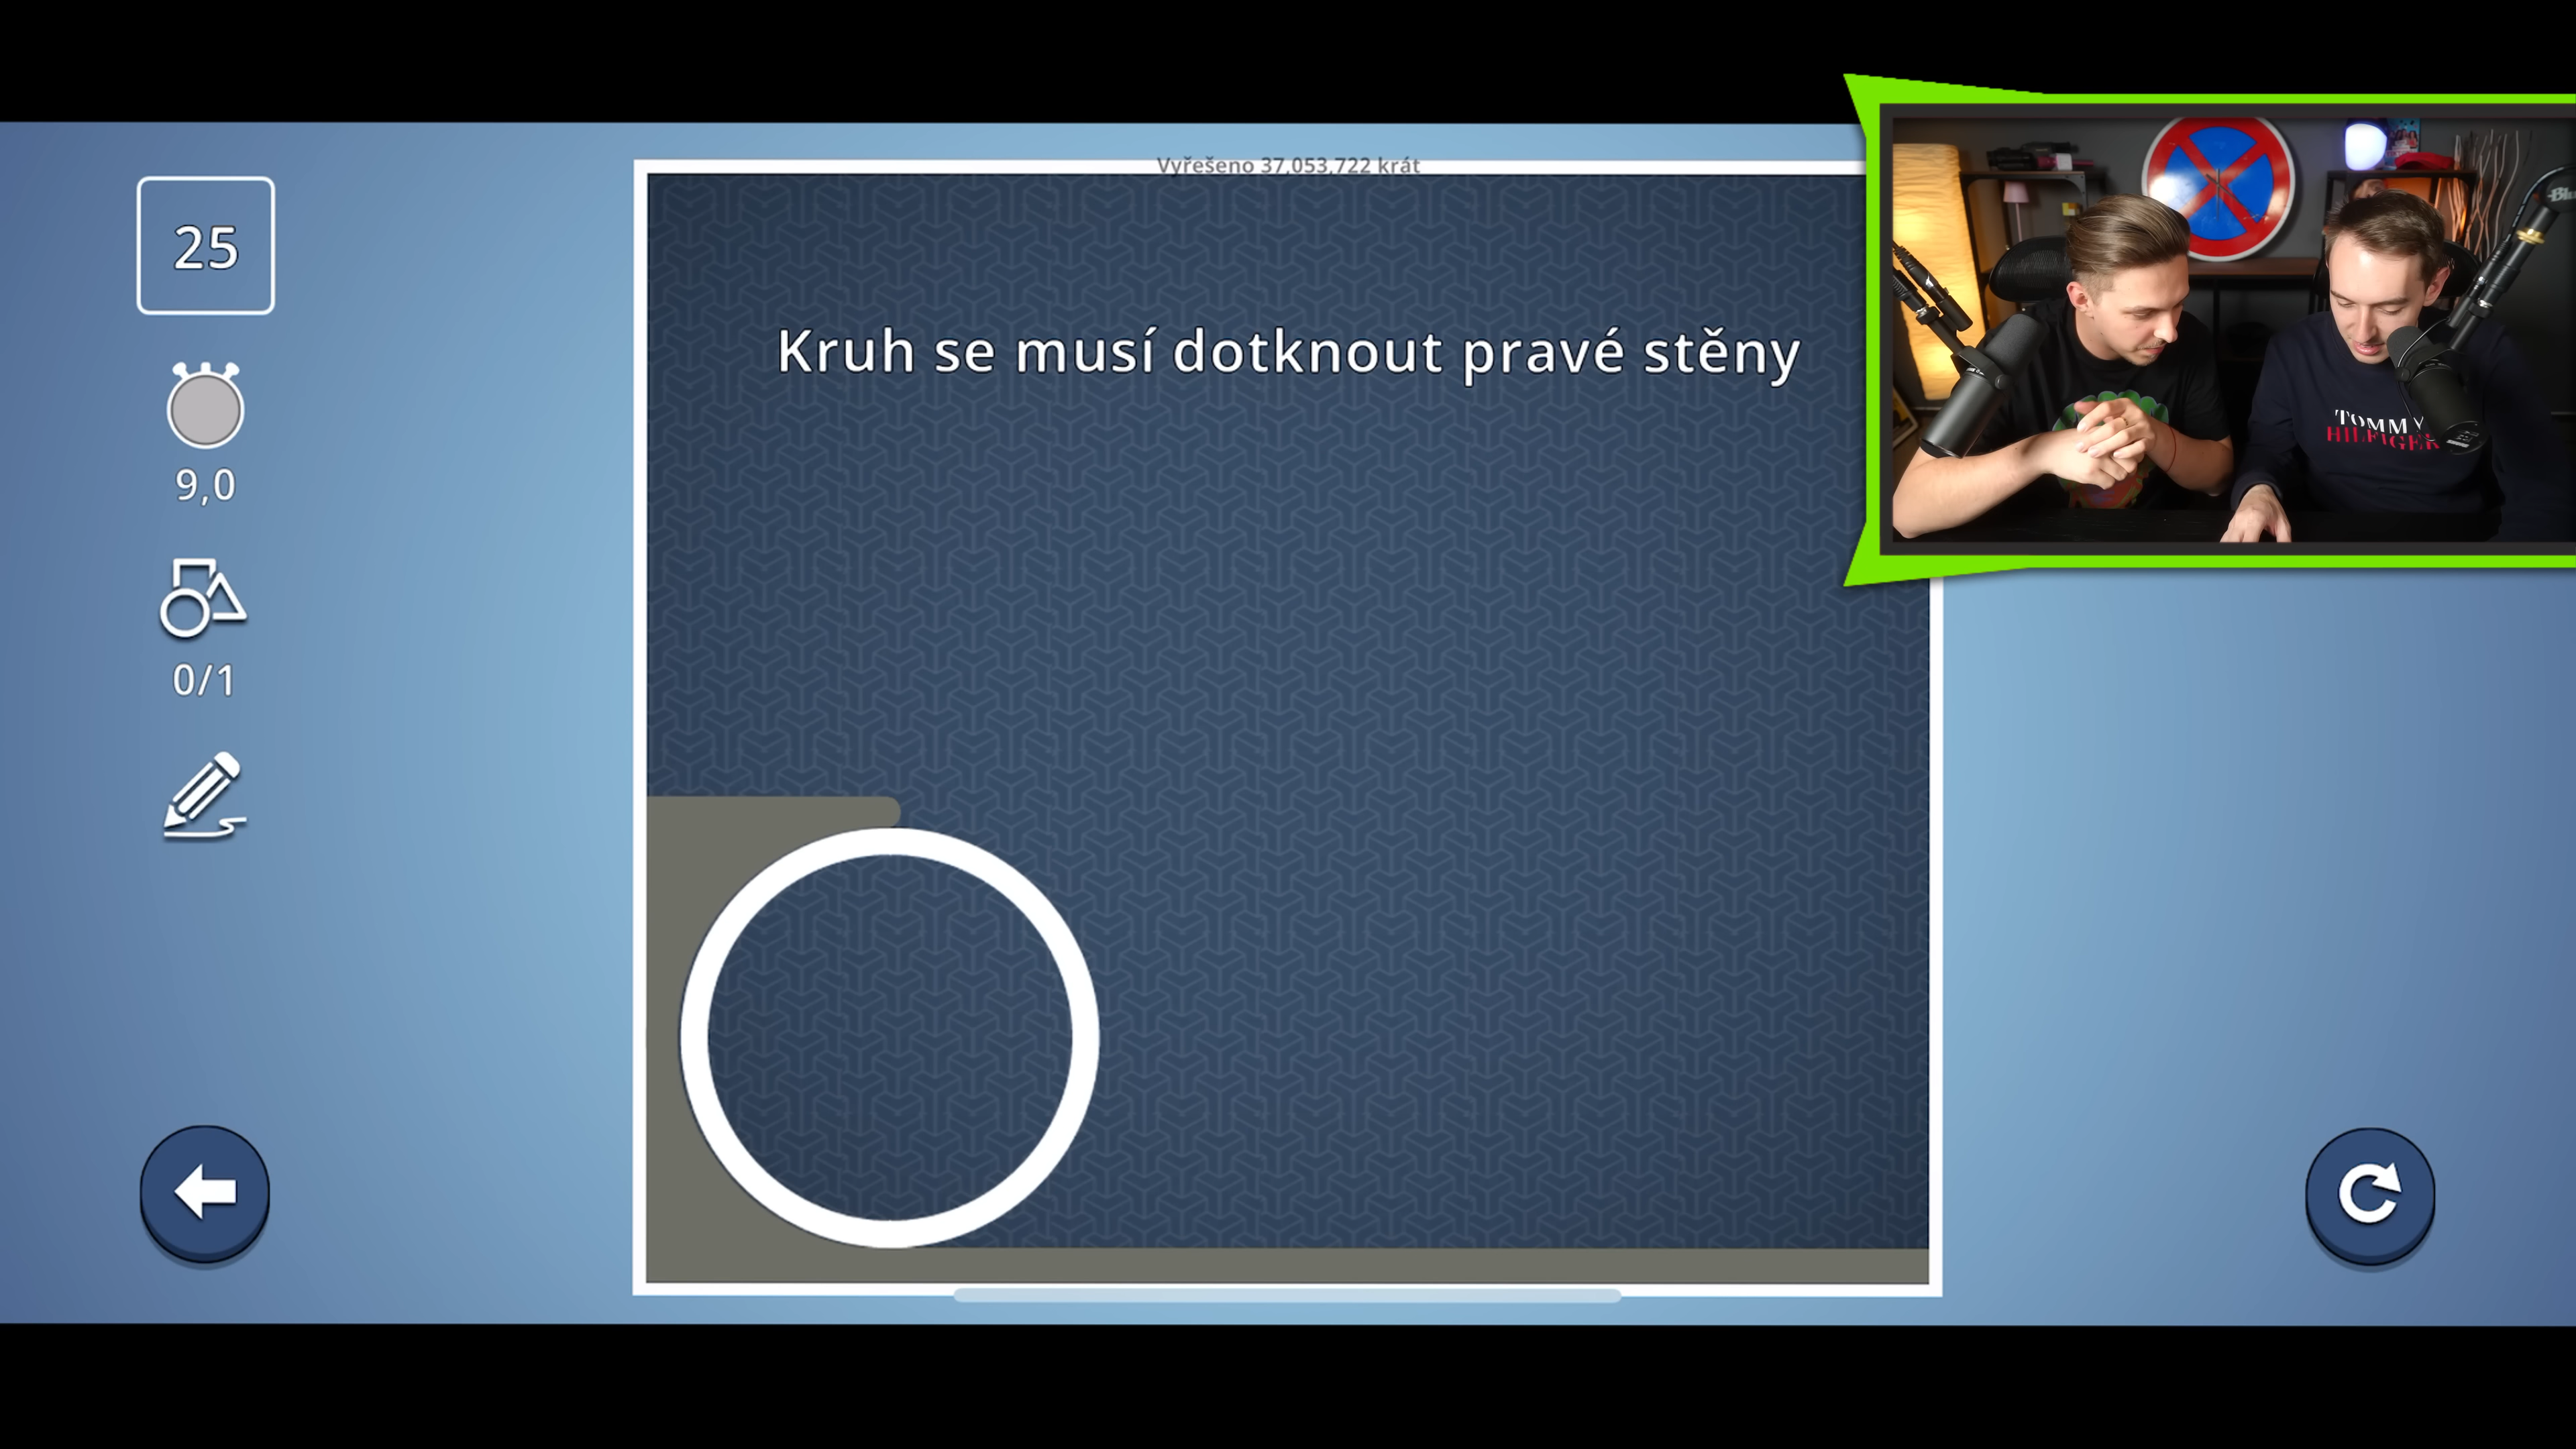 Vyřešeno 37,053,722 krát
25
Kruh se musí dotknout pravé stěny
9,0
0/1
TOMMY
HILFIGER